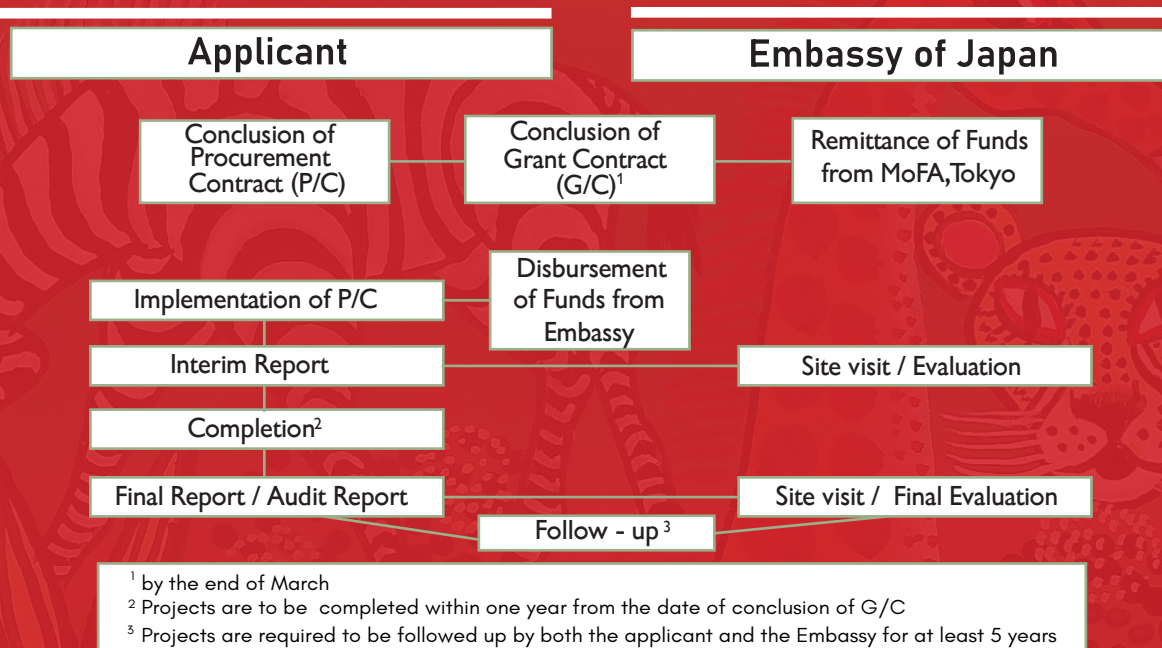 Applicant
Embassy of Japan
Conclusion of
Procurement
Contract (P/C)
Conclusion of
Grant Contract
(G/C)¹
Remittance of Funds
from MoFA,Tokyo
Disbursement
of Funds from
Embassy
Implementation of P/C
Interim Report
Site visit / Evaluation
Completion²
Final Report / Audit Report
Site visit / Final Evaluation
Follow - up ³
¹ by the end of March
² Projects are to be completed within one year from the date of conclusion of G/C
³ Projects are required to be followed up by both the applicant and the Embassy for at least 5 years